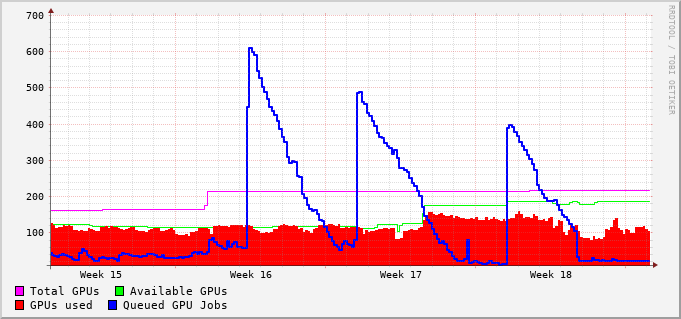 700
600
500
400
300
200
100
Week 15 Week 16 Week 17 Week 18
Total GPUs Available GPUs
GPUs used Queued GPU Jobs
RRDTOOL / TOBI OETIKER